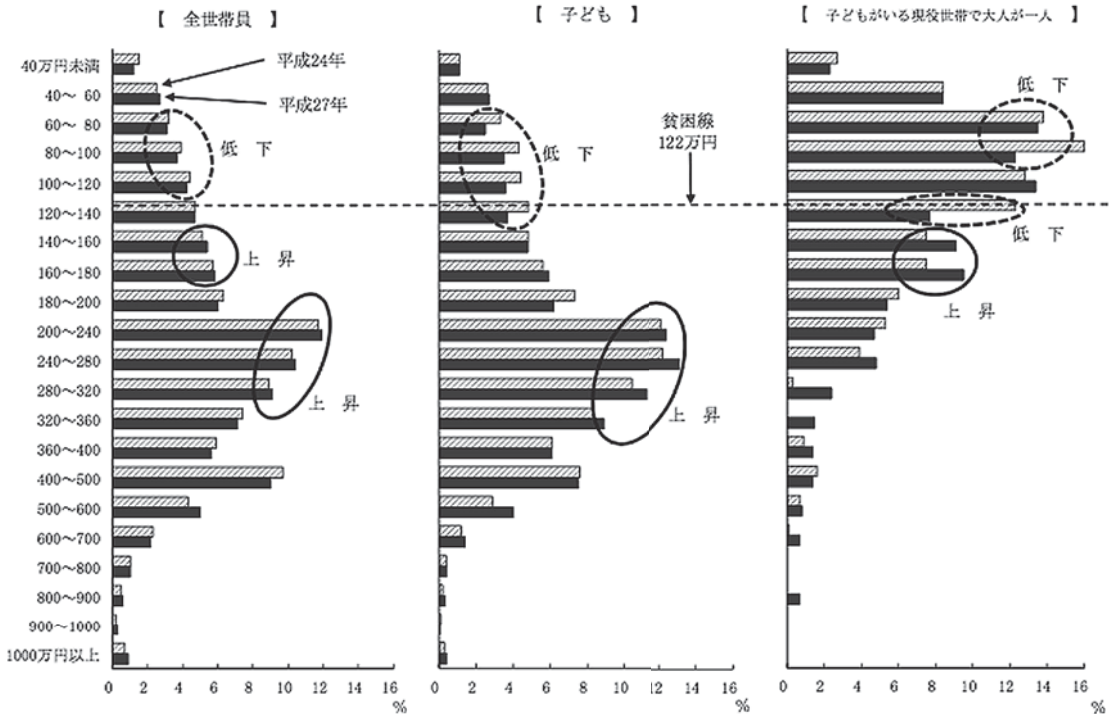 【 全世帯員 】
【 子ども 】
【 子どもがいる現役世帯で大人が一人 】
40万円未満
40～ 60
60～ 80
80～100
100～120
120～140
140～160
160～180
180～200
200～240
240～280
280～320
320～360
360～400
400～500
500～600
600～700
700～800
800～900
900～1000
1000万円以上
平成24年
平成27年
低 下
上 昇
上 昇
0 2 4 6 8 10 12 14 16
%
低 下
上 昇
0 2 4 6 8 10 12 14 16
%
貧困線
122万円
低 下
低 下
上 昇
0 2 4 6 8 10 12 14 16
%